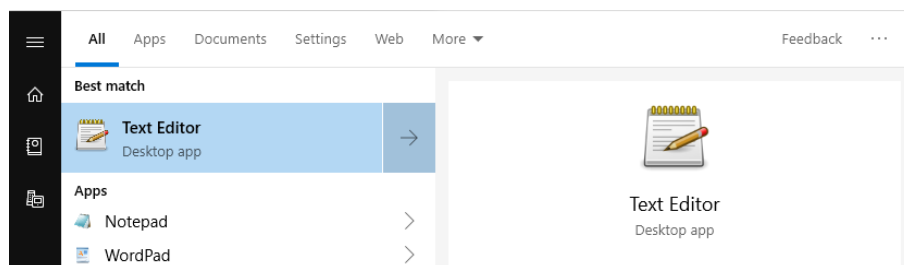 All Apps Documents Settings Web More Feedback ...
Best match
Text Editor
Desktop app
Apps
Notepad
WordPad
Text Editor
Desktop app